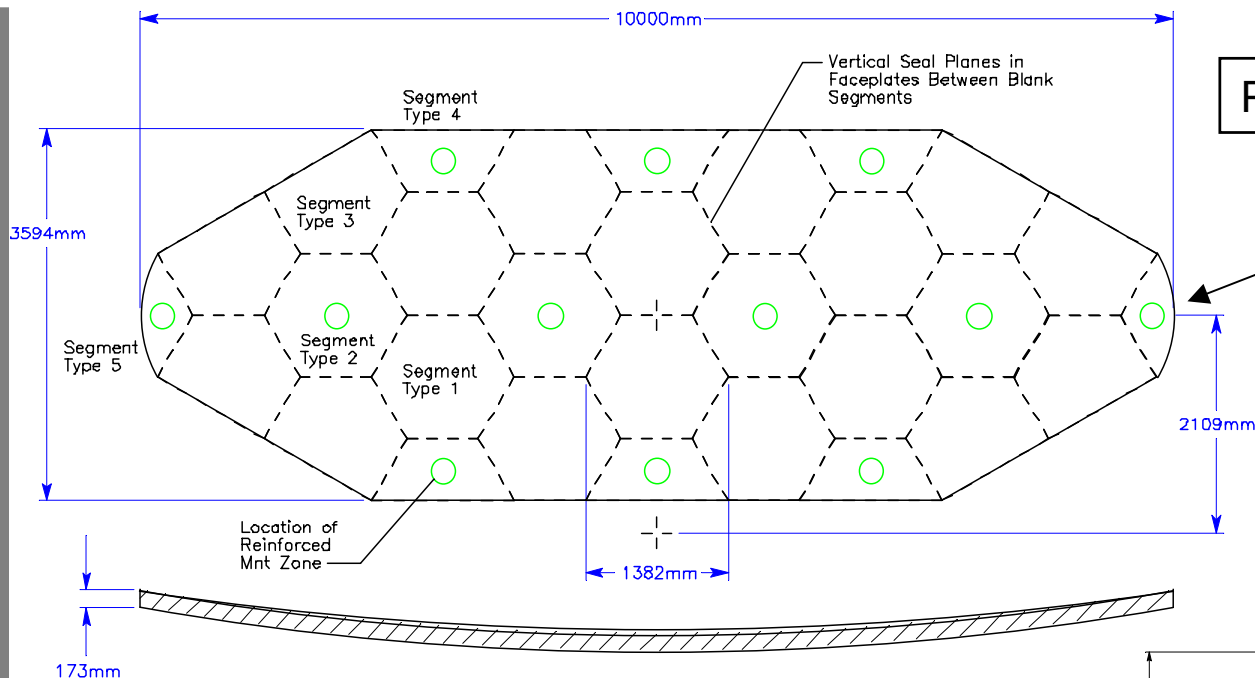 10000mm
Vertical Seal Planes in
Faceplates Between Blank
Segments
Segment
Type 4
3594mm
Segment
Type 3
Segment
Type 5
Segment
Type 2
Segment
Type 1
2109mm
Location of
Reinforced
Mnt Zone
1382mm
173mm